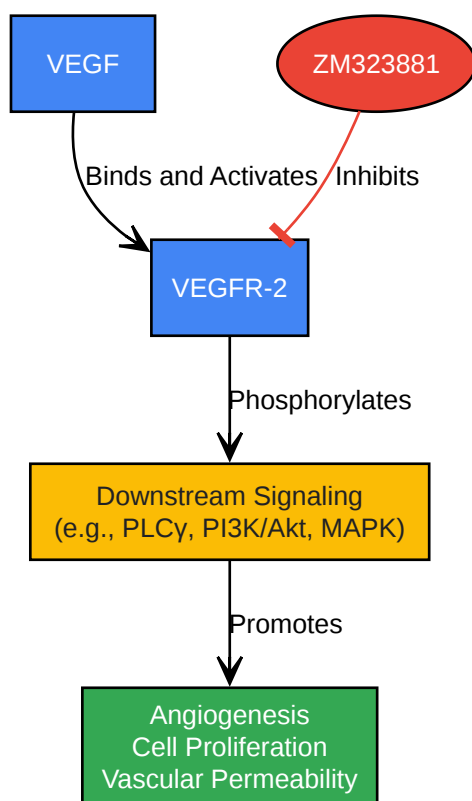 VEGF
ZM323881
Binds and Activates
Inhibits
VEGFR-2
Phosphorylates
Downstream Signaling
(e.g., PLCγ, PI3K/Akt, MAPK)
Promotes
Angiogenesis
Cell Proliferation
Vascular Permeability